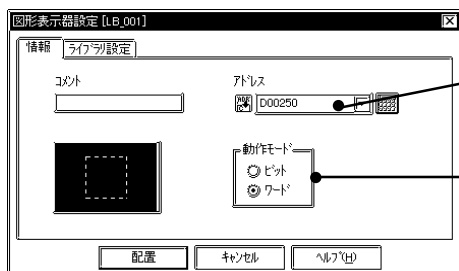 図形表示器設定 [LB_001]
情報 ライブラリ設定
コメント
アドレス
D00250
動作モード
ビット
ワード
配置 キャンセル ヘルプ(H)